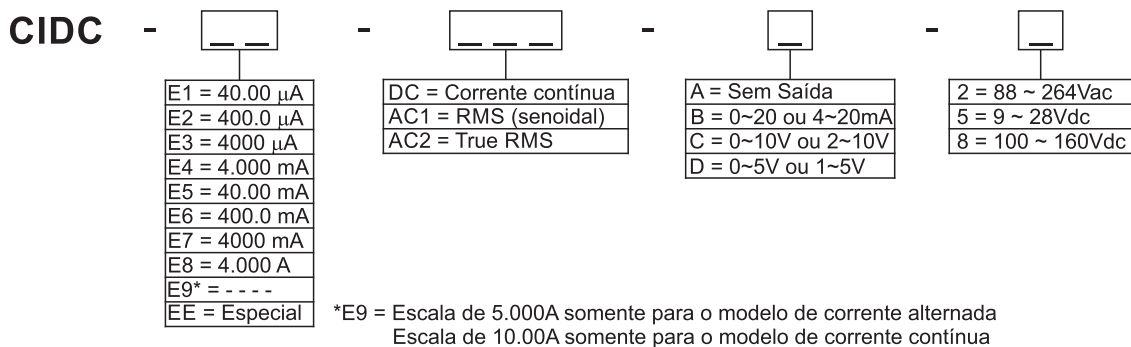 CIDC - _ _ - _ _ _ - _ - _
E1 = 40.00 µA
E2 = 400.0 µA
E3 = 4000 µA
E4 = 4.000 mA
E5 = 40.00 mA
E6 = 400.0 mA
E7 = 4000 mA
E8 = 4.000 A
E9* = - - - -
EE = Especial
DC = Corrente contínua
AC1 = RMS (senoidal)
AC2 = True RMS
A = Sem Saída
B = 0~20 ou 4~20mA
C = 0~10V ou 2~10V
D = 0~5V ou 1~5V
2 = 88 ~ 264Vac
5 = 9 ~ 28Vdc
8 = 100 ~ 160Vdc
*E9 = Escala de 5.000A somente para o modelo de corrente alternada
Escala de 10.00A somente para o modelo de corrente contínua